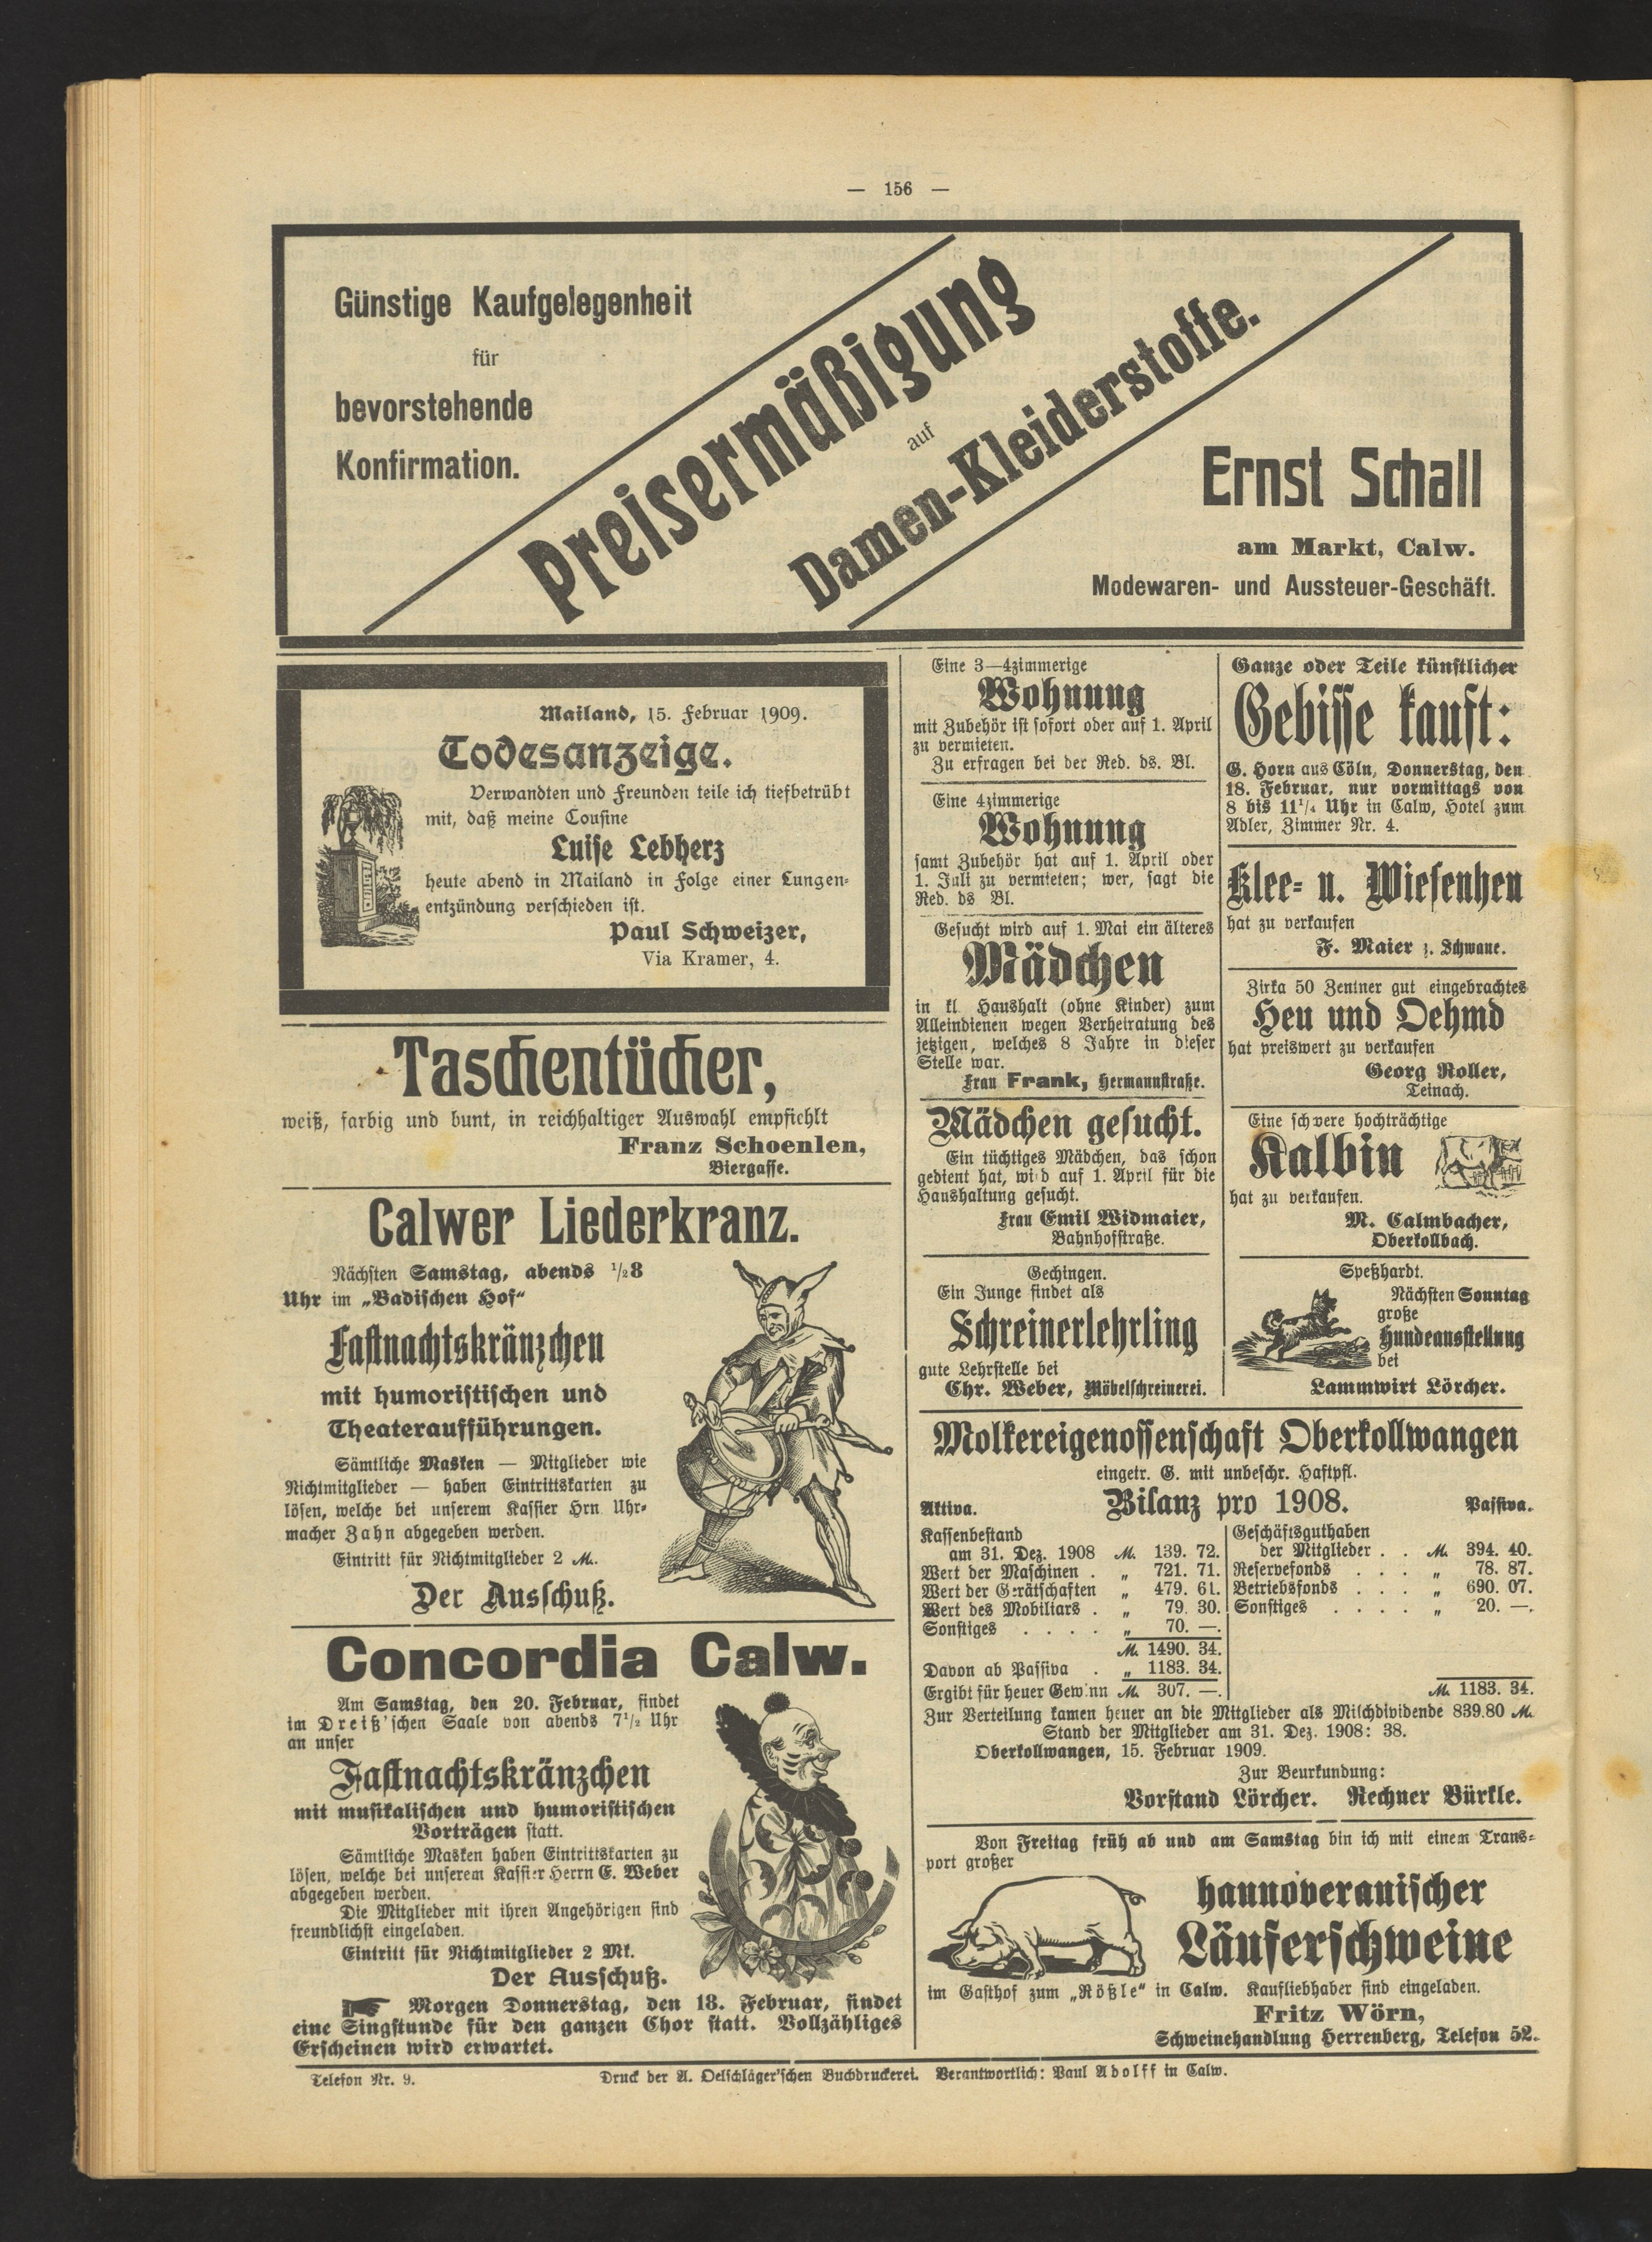 — 156 —
Günstige Kaufgelegenheit
für
bevorstehende
Konfirmation.
Preisermäßigung
auf
Damen-Kleiderstoffe.
Ernst Schall
am Markt, Calw.
Modewaren- und Aussteuer-Geschäft.
Mailand, 15. Februar 1909.
Todesanzeige.
Verwandten und Freunden teile ich tiefbetrübt
mit, daß meine Cousine
Luise Lebherz
heute abend in Mailand in Folge einer Lungen-
entzündung verschieden ist.
Paul Schweizer,
Via Kramer, 4.
Taschentücher,
weiß, farbig und bunt, in reichhaltiger Auswahl empfiehlt
Franz Schoenlen,
Biergasse.
Calwer Liederkranz.
Nächsten Samstag, abends 1/28
Uhr im „Badischen Hof“
Fastnachtskränzchen
mit humoristischen und
Theateraufführungen.
Sämtliche Masken — Mitglieder wie
Nichtmitglieder — haben Eintrittskarten zu
lösen, welche bei unserem Kassier Hrn Uhr-
macher Zahn abgegeben werden.
Eintritt für Nichtmitglieder 2 M.
Der Ausschuß.
Concordia Calw.
Am Samstag, den 20. Februar, findet
im Dreiß'schen Saale von abends 7 1/2 Uhr
an unser
Fastnachtskränzchen
mit musikalischen und humoristischen
Vorträgen statt.
Sämtliche Masken haben Eintrittskarten zu
lösen, welche bei unserem Kassier Herrn E. Weber
abgegeben werden.
Die Mitglieder mit ihren Angehörigen sind
freundlichst eingeladen.
Eintritt für Nichtmitglieder 2 Mk.
Der Ausschuß.
Morgen Donnerstag, den 18. Februar, findet
eine Singstunde für den ganzen Chor statt. Vollzähliges
Erscheinen wird erwartet.
Eine 3—4zimmerige
Wohnung
mit Zubehör ist sofort oder auf 1. April
zu vermieten.
Zu erfragen bei der Red. ds. Bl.
Eine 4zimmerige
Wohnung
samt Zubehör hat auf 1. April oder
1. Juli zu vermieten; wer, sagt die
Red. ds Bl.
Gesucht wird auf 1. Mai ein älteres
Mädchen
in kl Haushalt (ohne Kinder) zum
Alleindienen wegen Verheiratung des
jetzigen, welches 8 Jahre in dieser
Stelle war.
Frau Frank, Hermannstraße.
Mädchen gesucht.
Ein tüchtiges Mädchen, das schon
gedient hat, wird auf 1. April für die
Haushaltung gesucht.
Frau Emil Widmaier,
Bahnhofstraße.
Gechingen.
Ein Junge findet als
Schreinerlehrling
gute Lehrstelle bei
Chr. Weber, Möbelschreinerei.
Ganze oder Teile künstlicher
Gebisse kauft:
G. Horn aus Cöln, Donnerstag, den
18. Februar, nur vormittags von
8 bis 11 1/4 Uhr in Calw, Hotel zum
Adler, Zimmer Nr. 4.
Klee- u. Wiesenheu
hat zu verkaufen
F. Maier z. Schwane.
Zirka 50 Zentner gut eingebrachtes
Heu und Oehmd
hat preiswert zu verkaufen
Georg Roller,
Teinach.
Eine schwere hochträchtige
Kalbin
hat zu verkaufen.
M. Calmbacher,
Oberkollbach.
Speßhardt.
Nächsten Sonntag
große
Hundeausstellung
bei
Lammwirt Lörcher.
Molkereigenossenschaft Oberkollwangen
eingetr. G. mit unbeschr. Haftpfl.
Aktiva. Bilanz pro 1908. Passiva.
Kassenbestand
am 31. Dez. 1908 M. 139. 72.
Wert der Maschinen . „ 721. 71.
Wert der Gerätschaften „ 479. 61.
Wert des Mobiliars . „ 79. 30.
Sonstiges . . . . „ 70. —.
M. 1490. 34.
Davon ab Passiva . „ 1183. 34.
Ergibt für heuer Gewinn M. 307. —.
Geschäftsguthaben
der Mitglieder . . M. 394. 40.
Reservefonds . . . „ 78. 87.
Betriebsfonds . . . „ 690. 07.
Sonstiges . . . . „ 20. —.
M. 1183. 34.
Zur Verteilung kamen heuer an die Mitglieder als Milchdividende 839.80 M.
Stand der Mitglieder am 31. Dez. 1908: 38.
Oberkollwangen, 15. Februar 1909.
Zur Beurkundung:
Vorstand Lörcher. Rechner Bürkle.
Von Freitag früh ab und am Samstag bin ich mit einem Trans-
port großer
hannoveranischer
Läuferschweine
im Gasthof zum „Rößle“ in Calw. Kaufliebhaber sind eingeladen.
Fritz Wörn,
Schweinehandlung Herrenberg, Telefon 52.
Telefon Nr. 9. Druck der A. Oelschläger'schen Buchdruckerei. Verantwortlich: Paul Adolff in Calw.